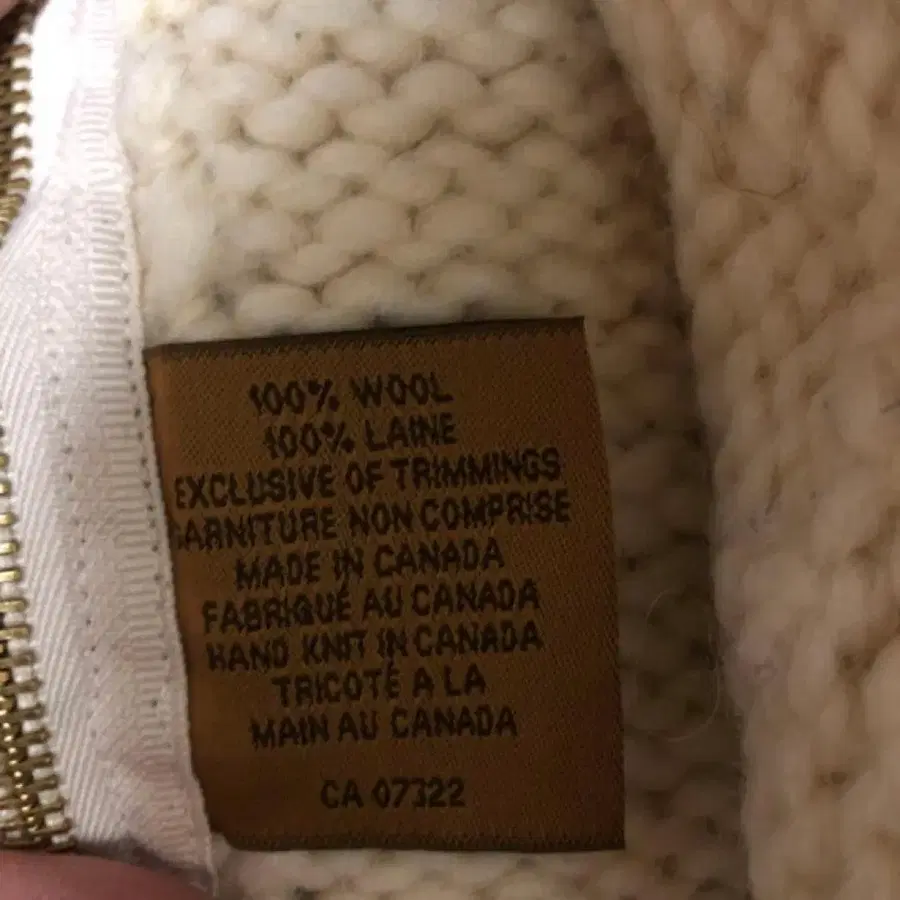 100% WOOL
100% LAINE
EXCLUSIVE OF TRIMMINGS
GARNITURE NON COMPRISE
MADE IN CANADA
FABRIQUÉ AU CANADA
HAND KNIT IN CANADA
TRICOTÉ A LA
MAIN AU CANADA
CA 07322